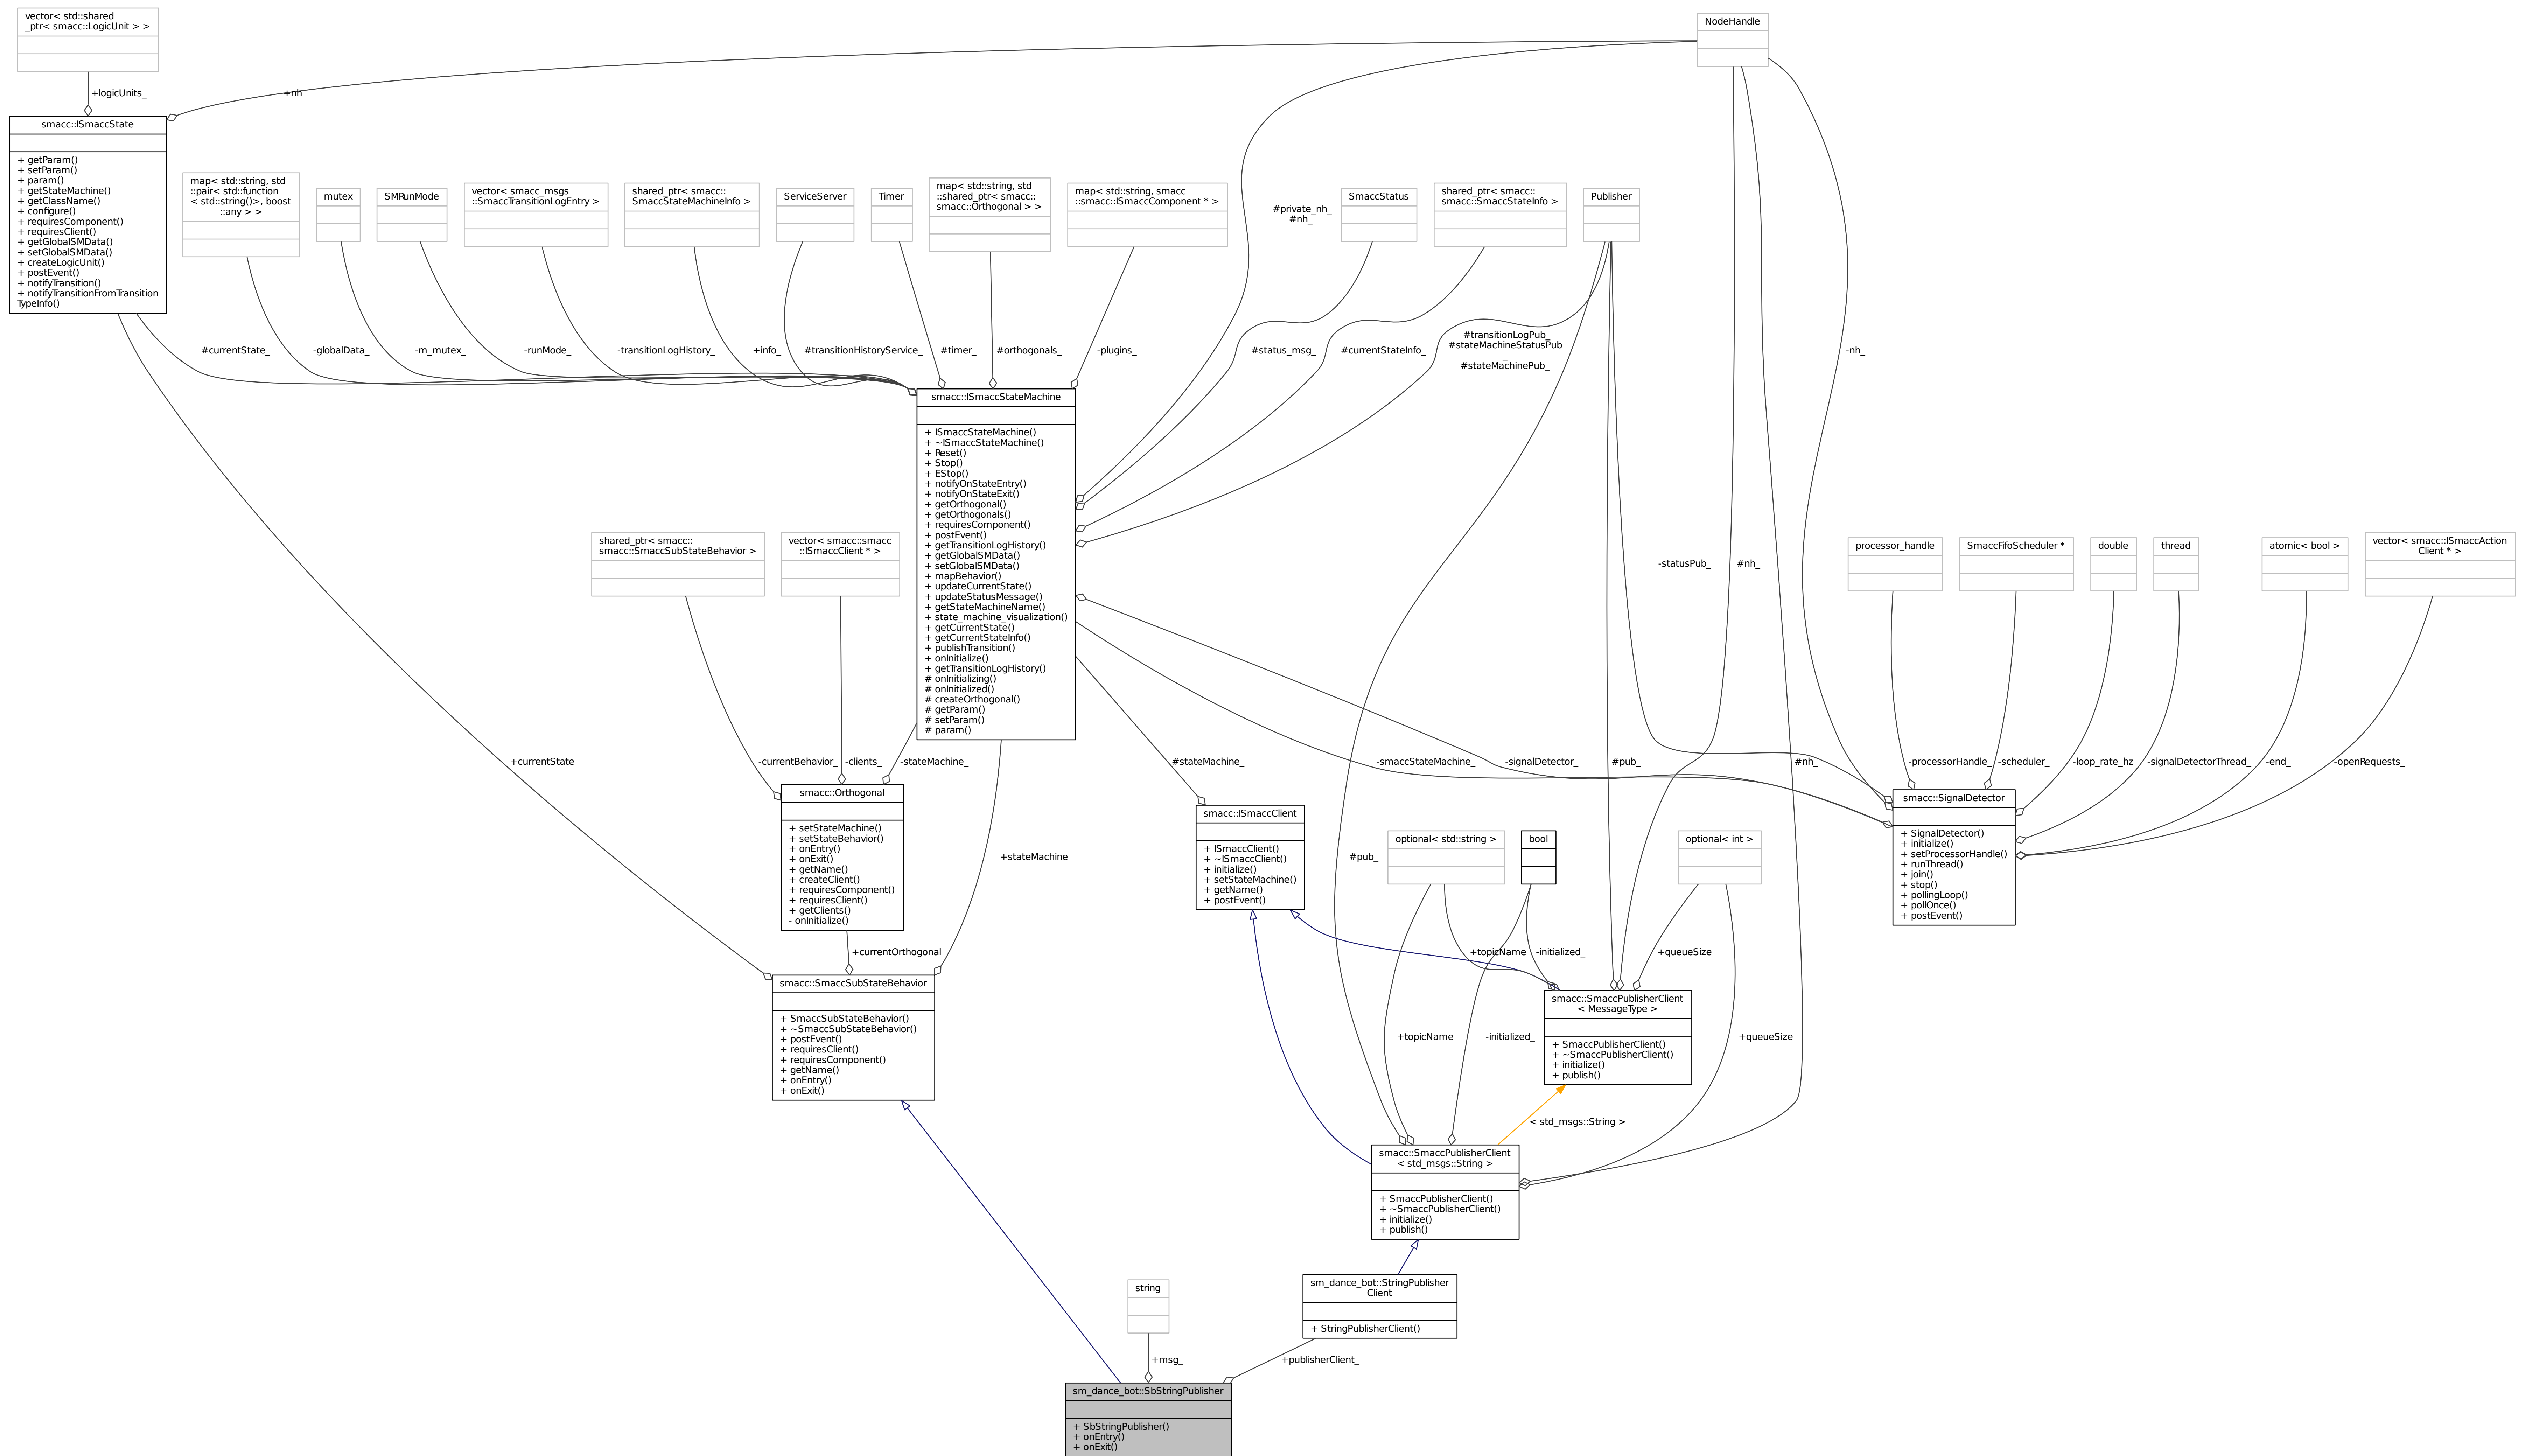 vector< std::shared
_ptr< smacc::LogicUnit > >
NodeHandle
+logicUnits_
+nh
smacc::ISmaccState
+ getParam()
+ setParam()
+ param()
+ getStateMachine()
+ getClassName()
+ configure()
+ requiresComponent()
+ requiresClient()
+ getGlobalSMData()
+ setGlobalSMData()
+ createLogicUnit()
+ postEvent()
+ notifyTransition()
+ notifyTransitionFromTransition
TypeInfo()
map< std::string, std
::pair< std::function
< std::string()>, boost
::any > >
mutex
SMRunMode
vector< smacc_msgs
::SmaccTransitionLogEntry >
shared_ptr< smacc::
SmaccStateMachineInfo >
ServiceServer
Timer
map< std::string, std
::shared_ptr< smacc::
smacc::Orthogonal > >
map< std::string, smacc
::smacc::ISmaccComponent * >
#private_nh_
#nh_
SmaccStatus
shared_ptr< smacc::
smacc::SmaccStateInfo >
Publisher
#currentState_
-globalData_
-m_mutex_
-runMode_
-transitionLogHistory_
+info_
#transitionHistoryService_
#timer_
#orthogonals_
-plugins_
#status_msg_
#currentStateInfo_
#transitionLogPub_
#stateMachineStatusPub
_
#stateMachinePub_
-nh_
smacc::ISmaccStateMachine
+ ISmaccStateMachine()
+ ~ISmaccStateMachine()
+ Reset()
+ Stop()
+ EStop()
+ notifyOnStateEntry()
+ notifyOnStateExit()
+ getOrthogonal()
+ getOrthogonals()
+ requiresComponent()
+ postEvent()
+ getTransitionLogHistory()
+ getGlobalSMData()
+ setGlobalSMData()
+ mapBehavior()
+ updateCurrentState()
+ updateStatusMessage()
+ getStateMachineName()
+ state_machine_visualization()
+ getCurrentState()
+ getCurrentStateInfo()
+ publishTransition()
+ onInitialize()
+ getTransitionLogHistory()
# onInitializing()
# onInitialized()
# createOrthogonal()
# getParam()
# setParam()
# param()
shared_ptr< smacc::
smacc::SmaccSubStateBehavior >
vector< smacc::smacc
::ISmaccClient * >
-statusPub_
#nh_
processor_handle
SmaccFifoScheduler *
double
thread
atomic< bool >
vector< smacc::ISmaccAction
Client * >
+currentState
-currentBehavior_
-clients_
-stateMachine_
#stateMachine_
-smaccStateMachine_
-signalDetector_
#pub_
#nh_
-processorHandle_
-scheduler_
-loop_rate_hz
-signalDetectorThread_
-end_
-openRequests_
smacc::Orthogonal
+ setStateMachine()
+ setStateBehavior()
+ onEntry()
+ onExit()
+ getName()
+ createClient()
+ requiresComponent()
+ requiresClient()
+ getClients()
- onInitialize()
+stateMachine
smacc::ISmaccClient
+ ISmaccClient()
+ ~ISmaccClient()
+ initialize()
+ setStateMachine()
+ getName()
+ postEvent()
#pub_
optional< std::string >
bool
optional< int >
smacc::SignalDetector
+ SignalDetector()
+ initialize()
+ setProcessorHandle()
+ runThread()
+ join()
+ stop()
+ pollingLoop()
+ pollOnce()
+ postEvent()
+currentOrthogonal
+topicName
-initialized_
+queueSize
smacc::SmaccSubStateBehavior
+ SmaccSubStateBehavior()
+ ~SmaccSubStateBehavior()
+ postEvent()
+ requiresClient()
+ requiresComponent()
+ getName()
+ onEntry()
+ onExit()
smacc::SmaccPublisherClient
< MessageType >
+ SmaccPublisherClient()
+ ~SmaccPublisherClient()
+ initialize()
+ publish()
+topicName
-initialized_
+queueSize
< std_msgs::String >
smacc::SmaccPublisherClient
< std_msgs::String >
+ SmaccPublisherClient()
+ ~SmaccPublisherClient()
+ initialize()
+ publish()
string
sm_dance_bot::StringPublisher
Client
+ StringPublisherClient()
+msg_
+publisherClient_
sm_dance_bot::SbStringPublisher
+ SbStringPublisher()
+ onEntry()
+ onExit()